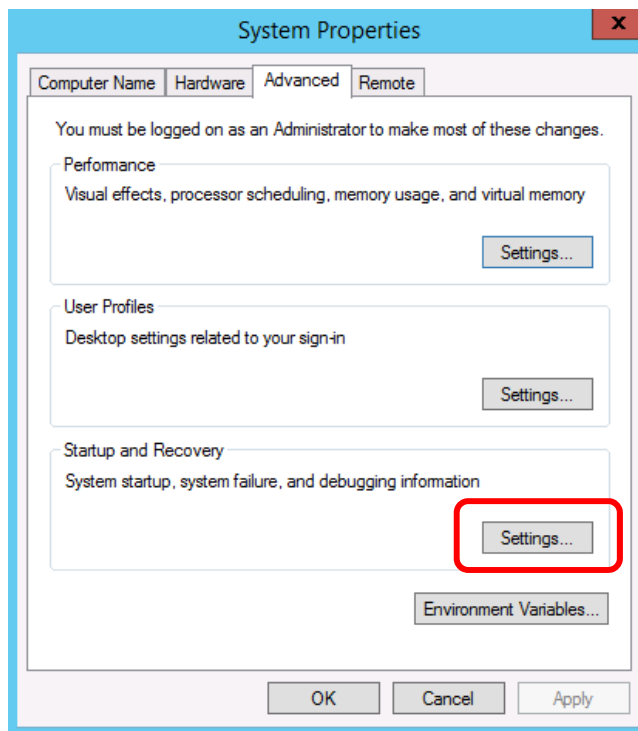 System Properties
x
Computer Name Hardware Advanced Remote
You must be logged on as an Administrator to make most of these changes.
Performance
Visual effects, processor scheduling, memory usage, and virtual memory
Settings...
User Profiles
Desktop settings related to your sign-in
Settings...
Startup and Recovery
System startup, system failure, and debugging information
Settings...
Environment Variables...
OK Cancel Apply